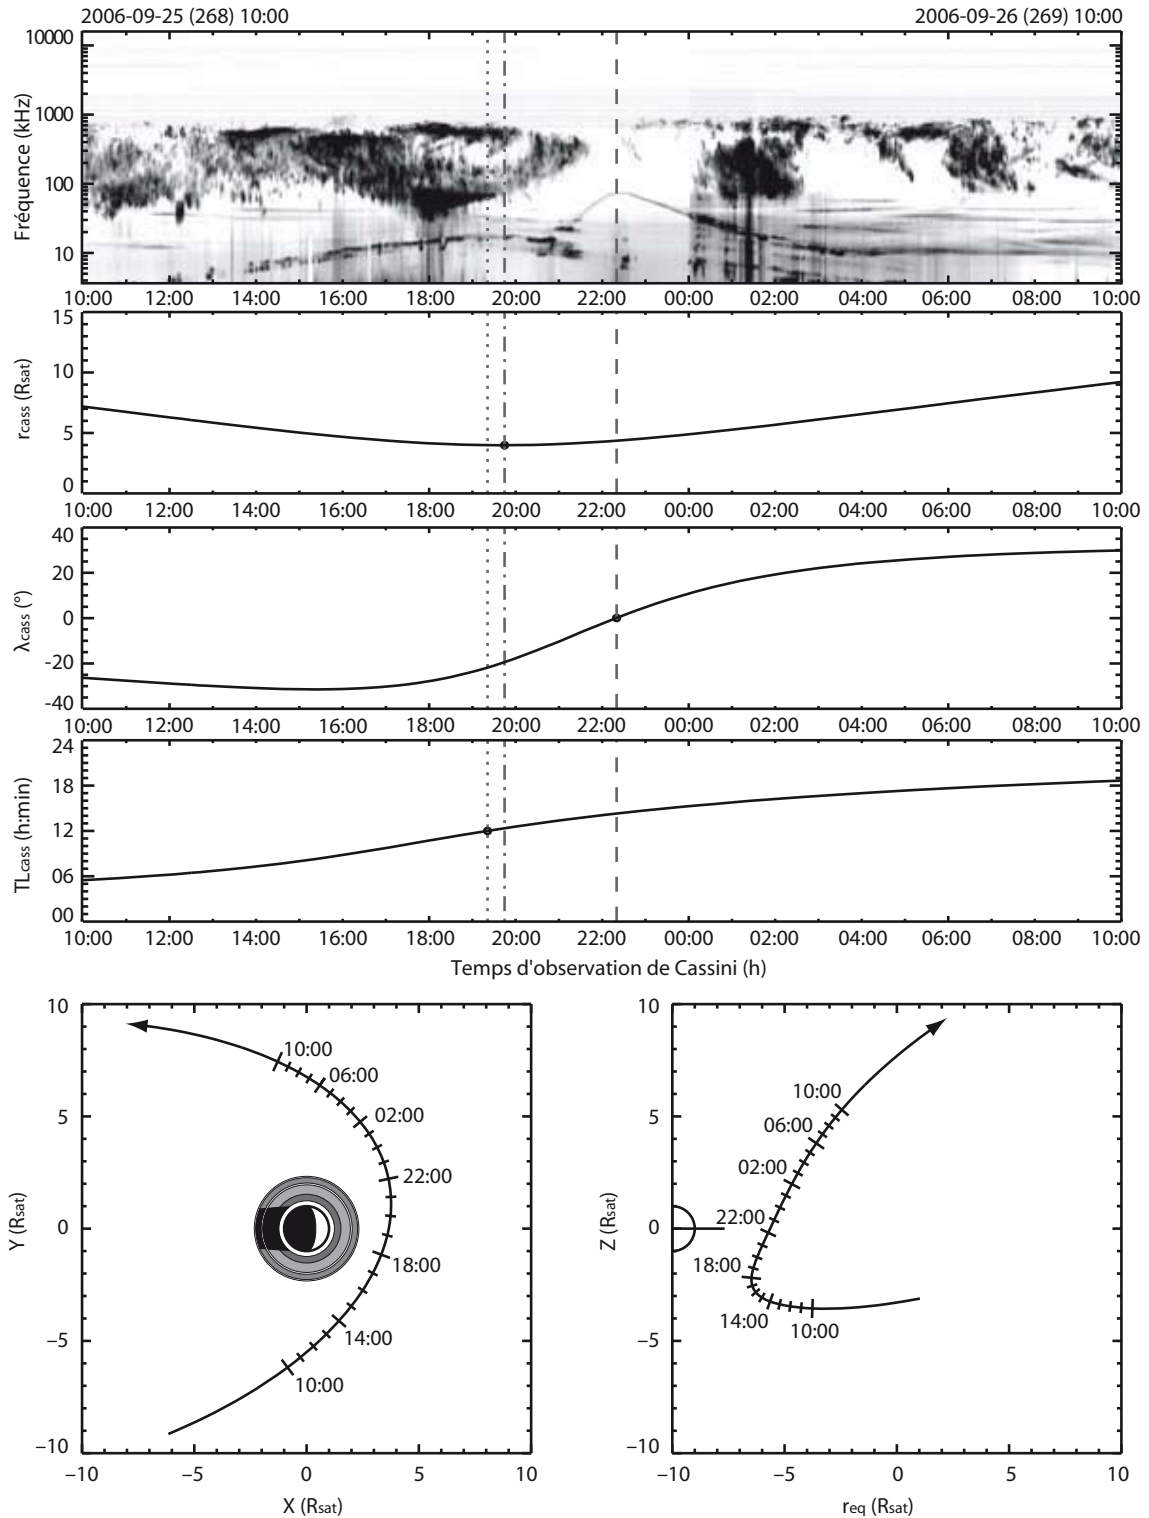 2006-09-25 (268) 10:00 2006-09-26 (269) 10:00
10000
1000
100
10
Fréquence (kHz)
10:00 12:00 14:00 16:00 18:00 20:00 22:00 00:00 02:00 04:00 06:00 08:00 10:00
15
10
5
0
rcass (Rsat)
10:00 12:00 14:00 16:00 18:00 20:00 22:00 00:00 02:00 04:00 06:00 08:00 10:00
40
20
0
-20
-40
λcass (°)
10:00 12:00 14:00 16:00 18:00 20:00 22:00 00:00 02:00 04:00 06:00 08:00 10:00
24
18
12
06
00
TLcass (h:min)
10:00 12:00 14:00 16:00 18:00 20:00 22:00 00:00 02:00 04:00 06:00 08:00 10:00
Temps d'observation de Cassini (h)
10
5
0
−5
−10
Y (Rsat)
10:00
06:00
02:00
22:00
18:00
14:00
10:00
−10 −5 0 5 10
X (Rsat)
10
5
0
−5
−10
Z (Rsat)
10:00
06:00
02:00
22:00
18:00
14:00
10:00
−10 −5 0 5 10
req (Rsat)